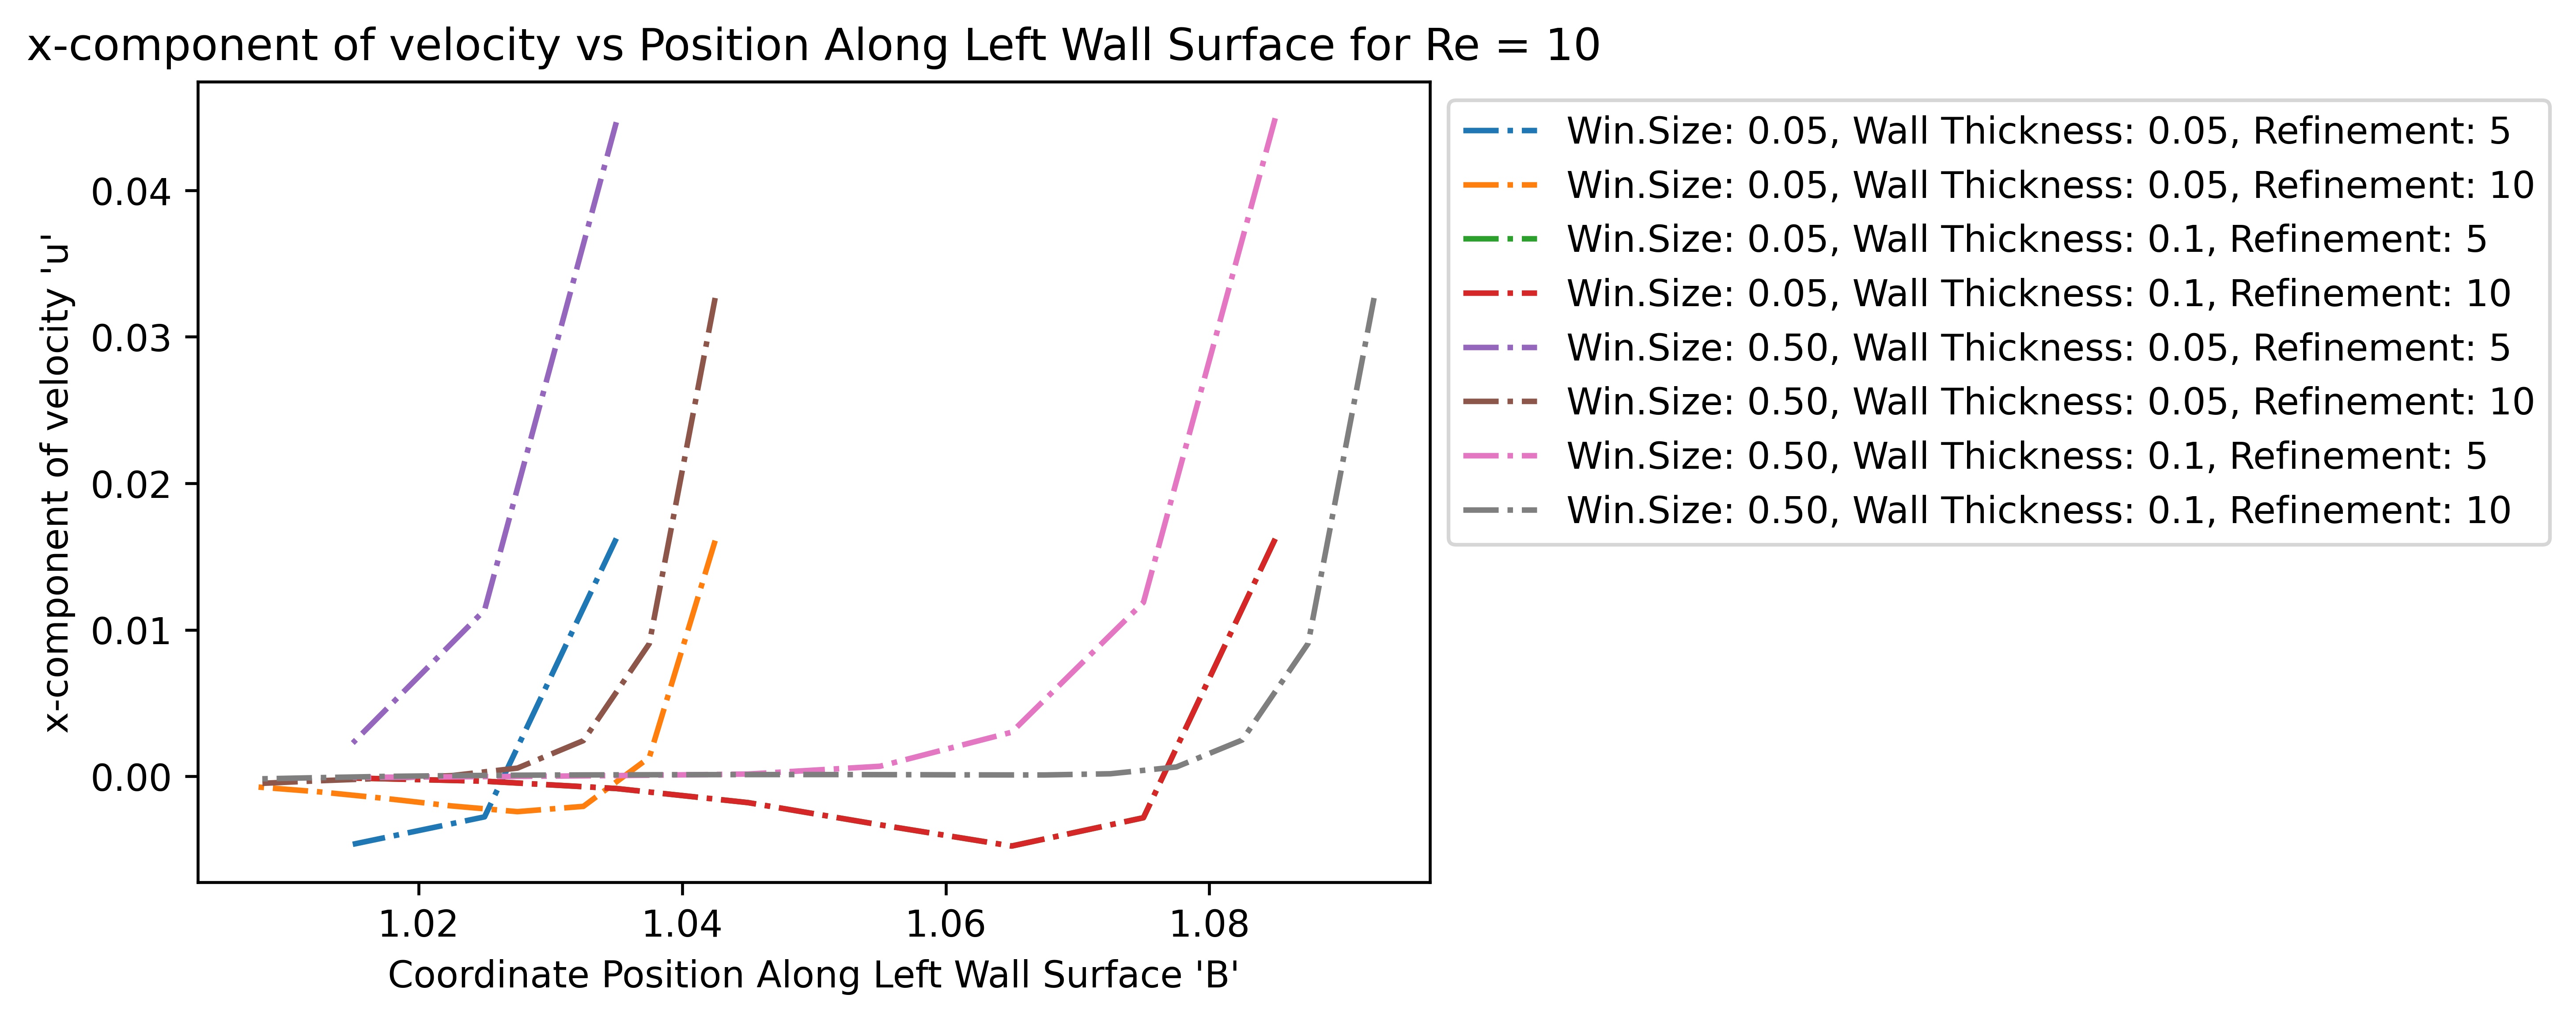 x-component of velocity vs Position Along Left Wall Surface for Re = 10
x-component of velocity 'u'
0.04
0.03
0.02
0.01
0.00
1.02 1.04 1.06 1.08
Coordinate Position Along Left Wall Surface 'B'
Win.Size: 0.05, Wall Thickness: 0.05, Refinement: 5
Win.Size: 0.05, Wall Thickness: 0.05, Refinement: 10
Win.Size: 0.05, Wall Thickness: 0.1, Refinement: 5
Win.Size: 0.05, Wall Thickness: 0.1, Refinement: 10
Win.Size: 0.50, Wall Thickness: 0.05, Refinement: 5
Win.Size: 0.50, Wall Thickness: 0.05, Refinement: 10
Win.Size: 0.50, Wall Thickness: 0.1, Refinement: 5
Win.Size: 0.50, Wall Thickness: 0.1, Refinement: 10